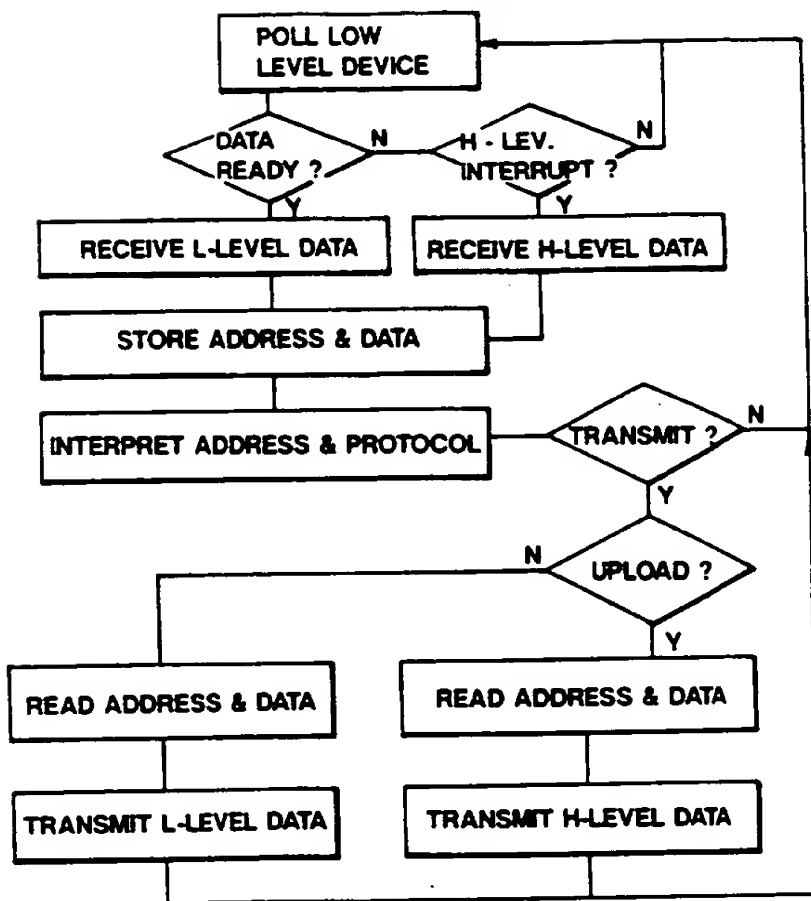 POLL LOW
LEVEL DEVICE
DATA
READY ?
N
H - LEV.
INTERRUPT ?
N
Y
Y
RECEIVE L-LEVEL DATA
RECEIVE H-LEVEL DATA
STORE ADDRESS & DATA
INTERPRET ADDRESS & PROTOCOL
TRANSMIT ?
N
Y
N
UPLOAD ?
Y
READ ADDRESS & DATA
READ ADDRESS & DATA
TRANSMIT L-LEVEL DATA
TRANSMIT H-LEVEL DATA